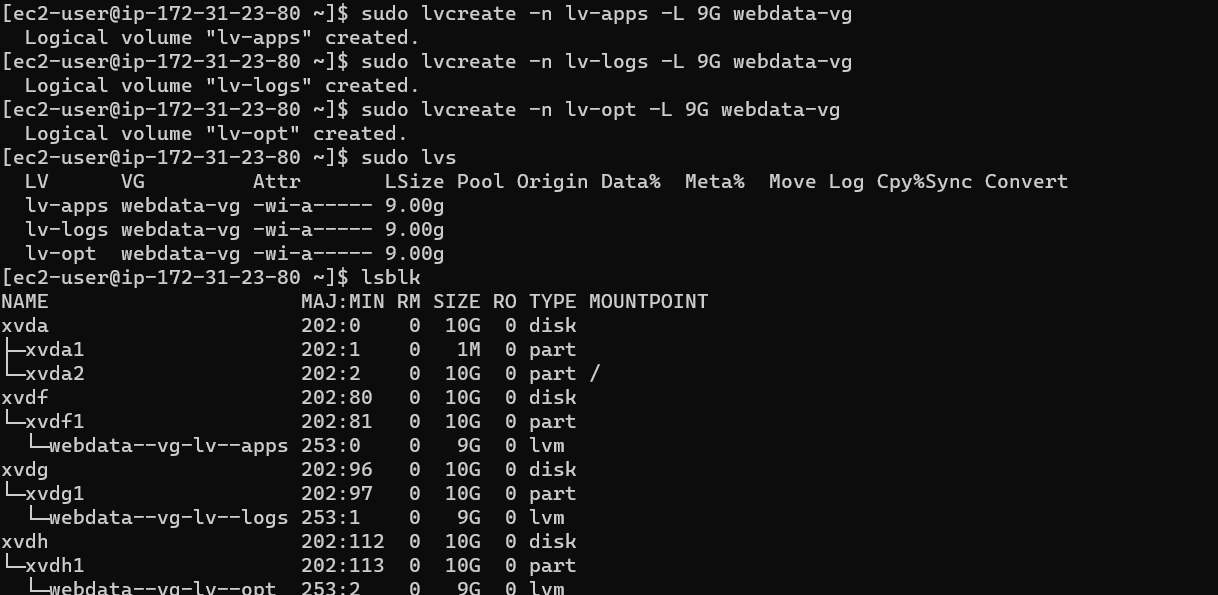 [ec2-user@ip-172-31-23-80 ~]$ sudo lvcreate -n lv-apps -L 9G webdata-vg
  Logical volume "lv-apps" created.
[ec2-user@ip-172-31-23-80 ~]$ sudo lvcreate -n lv-logs -L 9G webdata-vg
  Logical volume "lv-logs" created.
[ec2-user@ip-172-31-23-80 ~]$ sudo lvcreate -n lv-opt -L 9G webdata-vg
  Logical volume "lv-opt" created.
[ec2-user@ip-172-31-23-80 ~]$ sudo lvs
  LV      VG         Attr       LSize Pool Origin Data%  Meta%  Move Log Cpy%Sync Convert
  lv-apps webdata-vg -wi-a----- 9.00g
  lv-logs webdata-vg -wi-a----- 9.00g
  lv-opt  webdata-vg -wi-a----- 9.00g
[ec2-user@ip-172-31-23-80 ~]$ lsblk
NAME                     MAJ:MIN RM SIZE RO TYPE MOUNTPOINT
xvda                     202:0    0  10G  0 disk
├─xvda1                  202:1    0   1M  0 part
└─xvda2                  202:2    0  10G  0 part /
xvdf                     202:80   0  10G  0 disk
└─xvdf1                  202:81   0  10G  0 part
  └─webdata--vg-lv--apps 253:0    0   9G  0 lvm
xvdg                     202:96   0  10G  0 disk
└─xvdg1                  202:97   0  10G  0 part
  └─webdata--vg-lv--logs 253:1    0   9G  0 lvm
xvdh                     202:112  0  10G  0 disk
└─xvdh1                  202:113  0  10G  0 part
  └─webdata--vg-lv--opt  253:2    0   9G  0 lvm